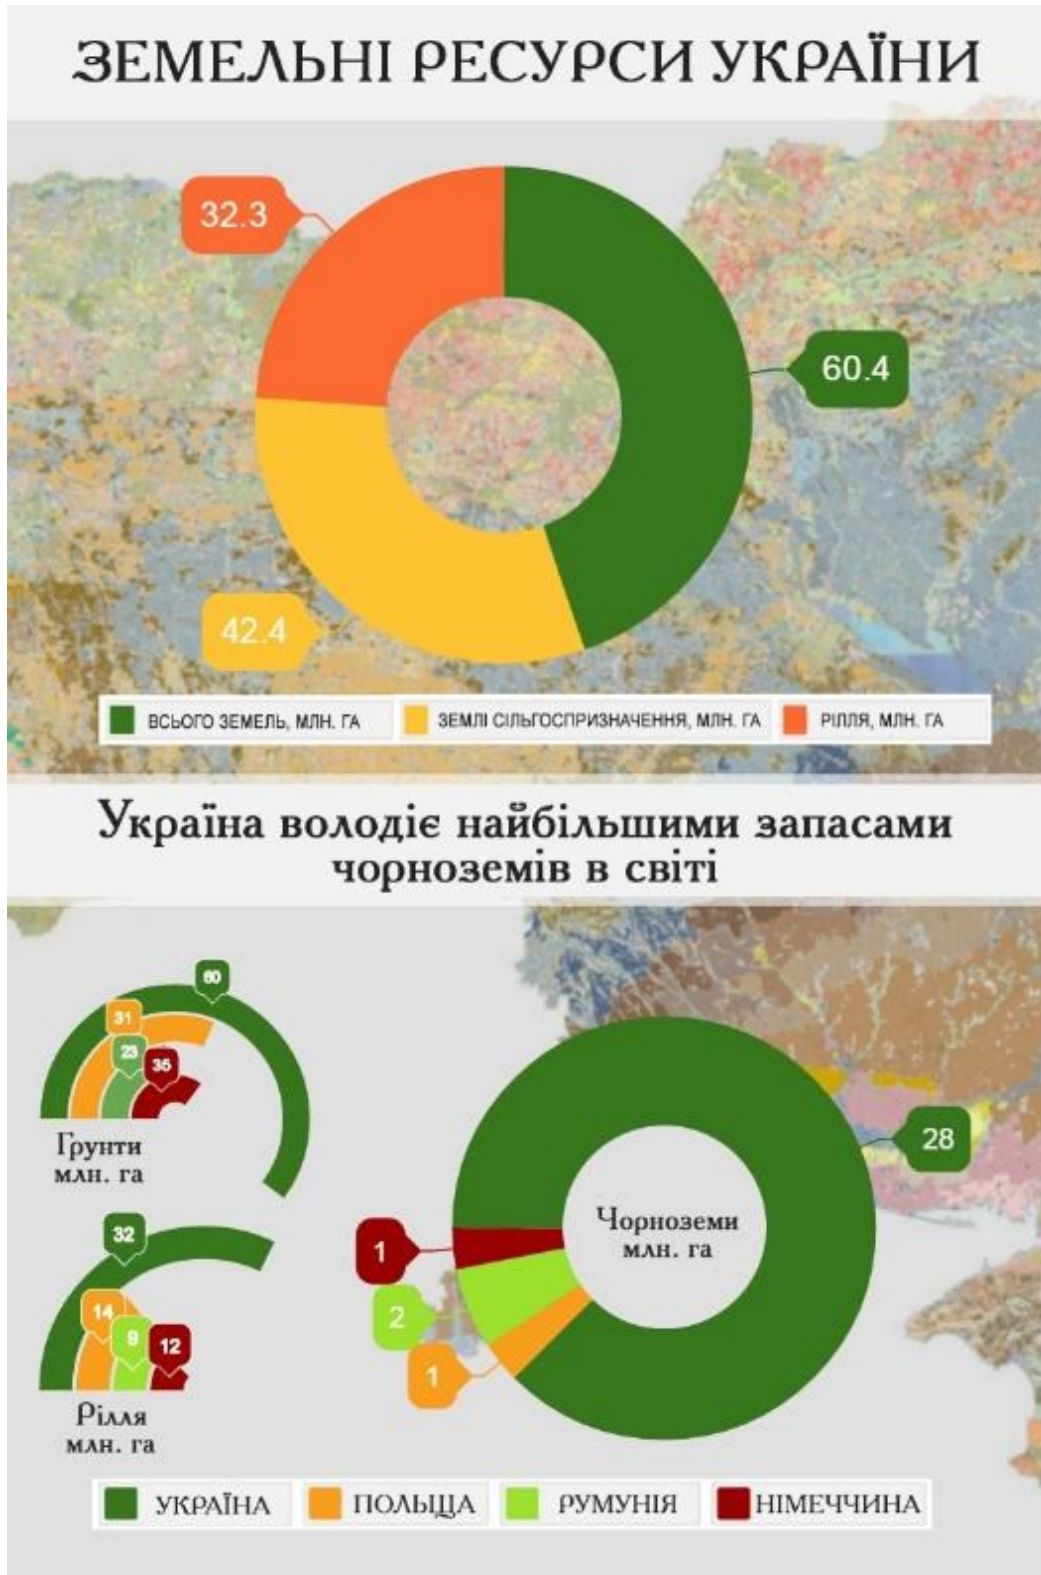 ЗЕМЕЛЬНІ РЕСУРСИ УКРАЇНИ
32.3
60.4
42.4
ВСЬОГО ЗЕМЕЛЬ, МЛН. ГА
ЗЕМЛІ СІЛЬГОСПРИЗНАЧЕННЯ, МЛН. ГА
РІЛЛЯ, МЛН. ГА
Україна володіє найбільшими запасами
чорноземів в світі
60
31
23
35
Грунти
млн. га
32
14
9
12
Рілля
млн. га
28
Чорноземи
млн. га
1
2
1
УКРАЇНА
ПОЛЬЩА
РУМУНІЯ
НІМЕЧЧИНА